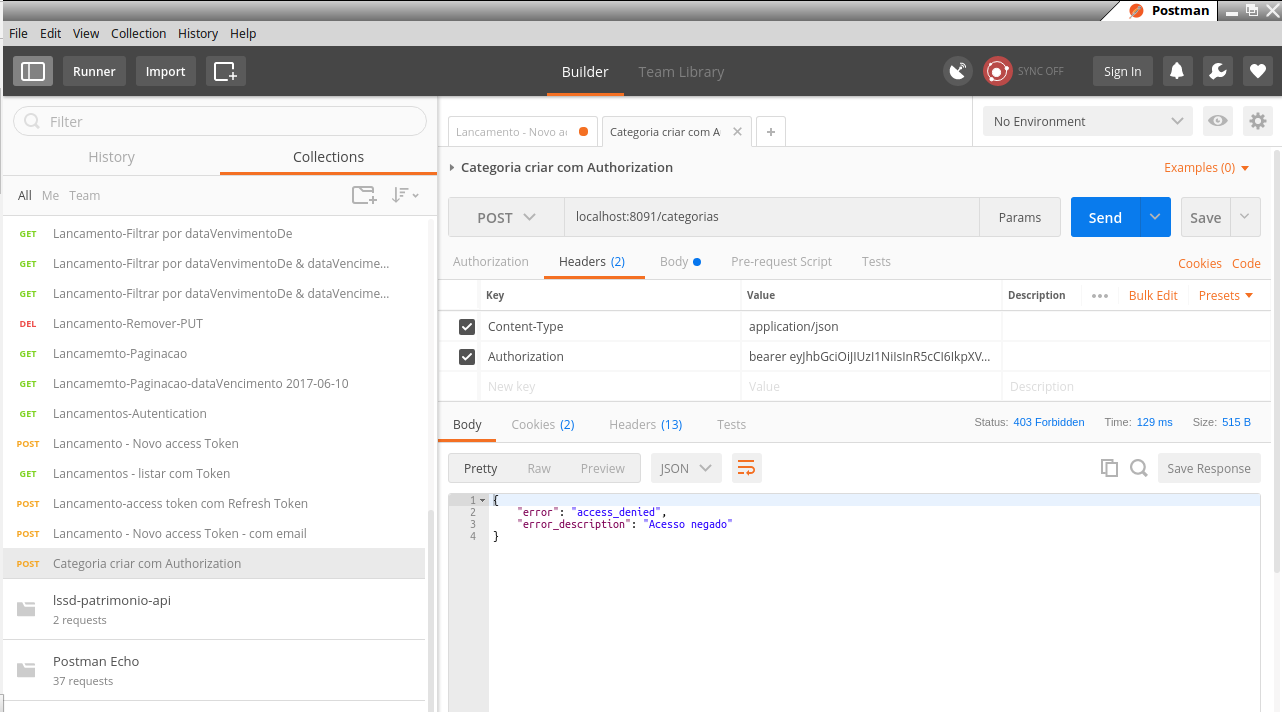 Postman
File Edit View Collection History Help
Runner Import Builder Team Library SYNC OFF Sign In
Filter
History Collections
All Me Team
GET Lancamento-Filtrar por dataVenvimentoDe
GET Lancamento-Filtrar por dataVenvimentoDe & dataVencime...
GET Lancamento-Filtrar por dataVenvimentoDe & dataVencime...
DEL Lancamento-Remover-PUT
GET Lancamemto-Paginacao
GET Lancamemto-Paginacao-dataVencimento 2017-06-10
GET Lancamentos-Autentication
POST Lancamento - Novo access Token
GET Lancamentos - listar com Token
POST Lancamento-access token com Refresh Token
POST Lancamento - Novo access Token - com email
POST Categoria criar com Authorization
lssd-patrimonio-api
2 requests
Postman Echo
37 requests
Lancamento - Novo ac Categoria criar com A No Environment
Categoria criar com Authorization Examples (0)
POST localhost:8091/categorias Params Send Save
Authorization Headers (2) Body Pre-request Script Tests Cookies Code
Key Value Description Bulk Edit Presets
Content-Type application/json
Authorization bearer eyJhbGciOiJIUzI1NiIsInR5cCI6IkpXV...
New key Value Description
Body Cookies (2) Headers (13) Tests Status: 403 Forbidden Time: 129 ms Size: 515 B
Pretty Raw Preview JSON Save Response
1 {
2 "error": "access_denied",
3 "error_description": "Acesso negado"
4 }